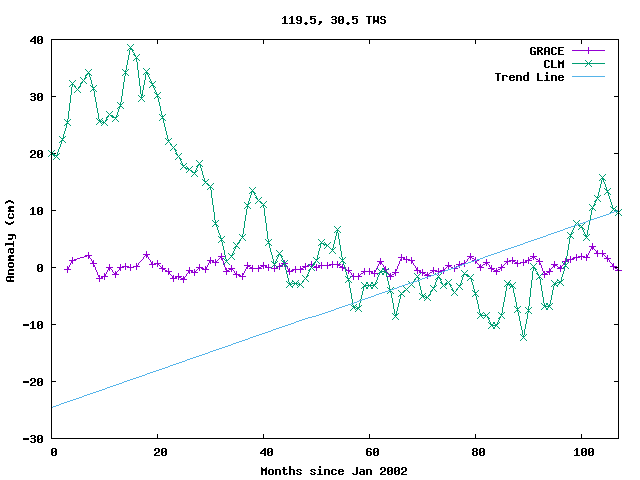 119.5, 30.5 TWS
GRACE
CLM
Trend Line
Anomaly (cm)
40
30
20
10
0
-10
-20
-30
0 20 40 60 80 100
Months since Jan 2002